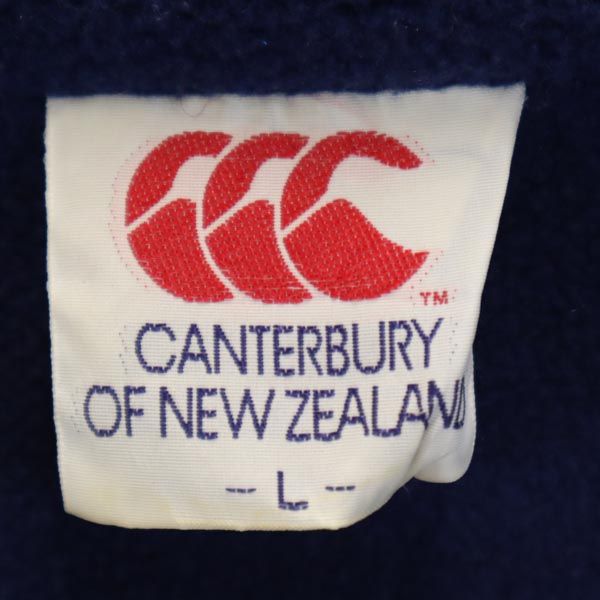 TM
CANTERBURY
OF NEW ZEALAND
-- L --